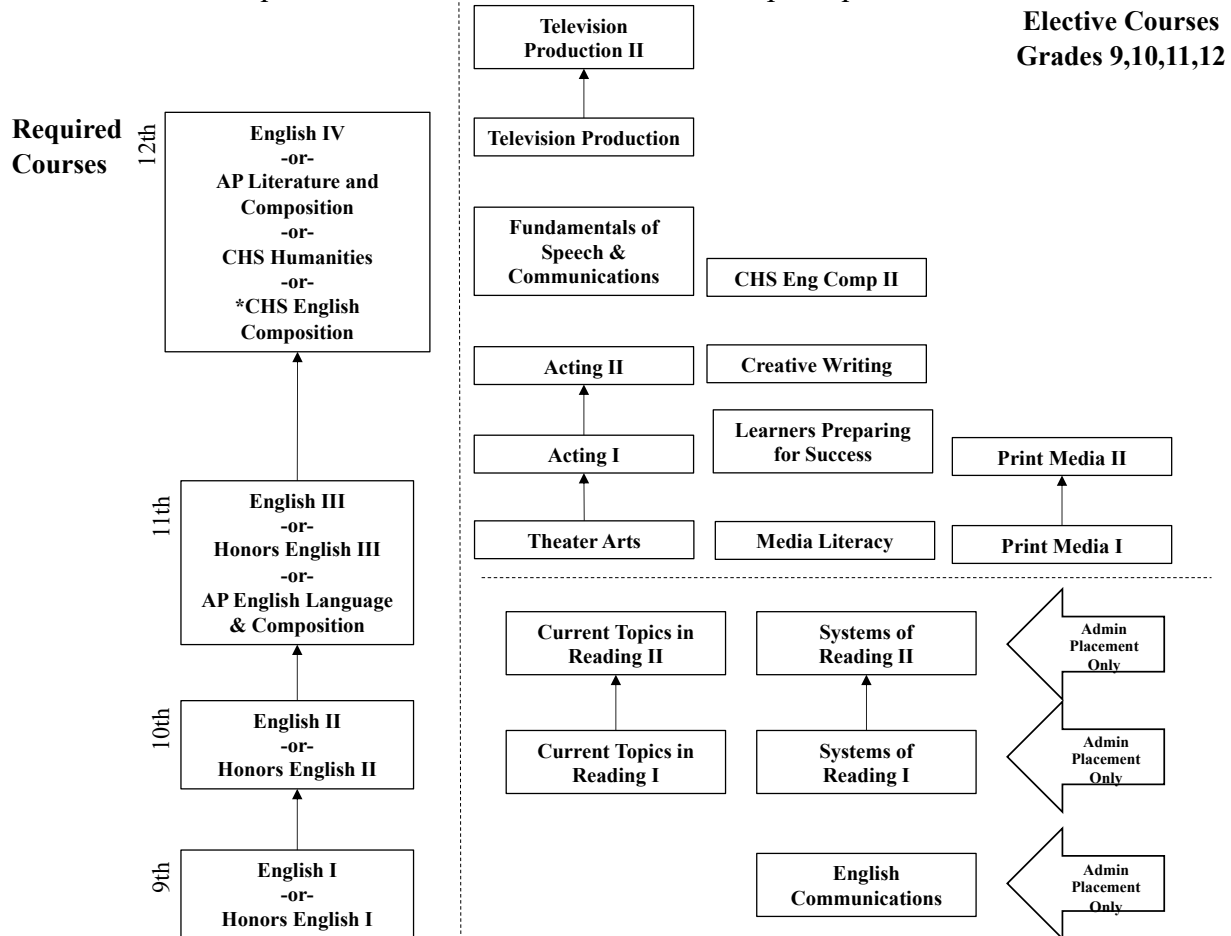 Elective Courses
Grades 9,10,11,12
Television
Production II
Television Production
Required
Courses
12th
English IV
-or-
AP Literature and
Composition
-or-
CHS Humanities
-or-
*CHS English
Composition
Fundamentals of
Speech &
Communications
CHS Eng Comp II
Acting II
Creative Writing
Acting I
Learners Preparing
for Success
Print Media II
Theater Arts
Media Literacy
Print Media I
11th
English III
-or-
Honors English III
-or-
AP English Language
& Composition
Current Topics in
Reading II
Systems of
Reading II
Admin
Placement
Only
10th
English II
-or-
Honors English II
Current Topics in
Reading I
Systems of
Reading I
Admin
Placement
Only
9th
English I
-or-
Honors English I
English
Communications
Admin
Placement
Only